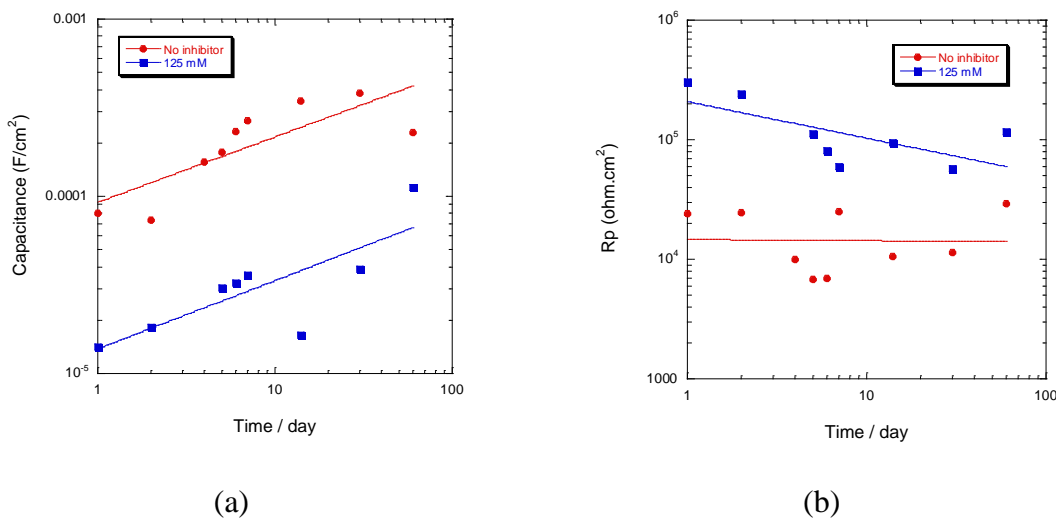 0.001
No inhibitor
125 mM
Capacitance (F/cm²)
0.0001
10⁻⁵
1
10
100
Time / day
(a)
10⁶
No inhibitor
125 mM
Rp (ohm.cm²)
10⁵
10⁴
1000
1
10
100
Time / day
(b)